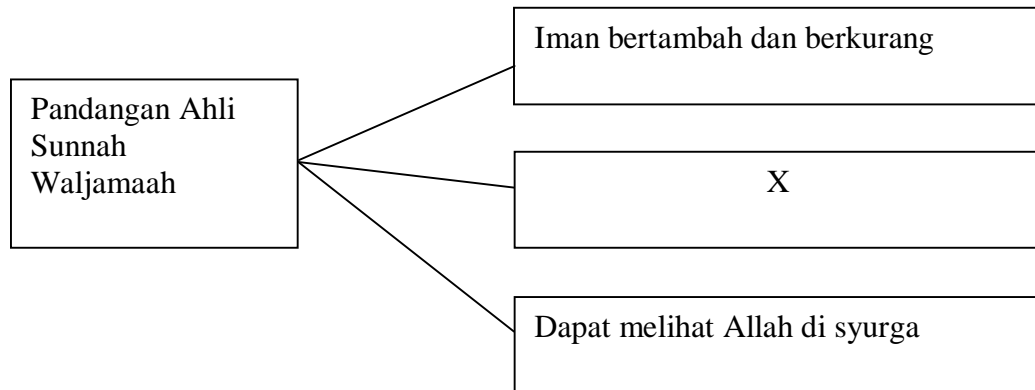 Iman bertambah dan berkurang
Pandangan Ahli
Sunnah
Waljamaah
X
Dapat melihat Allah di syurga